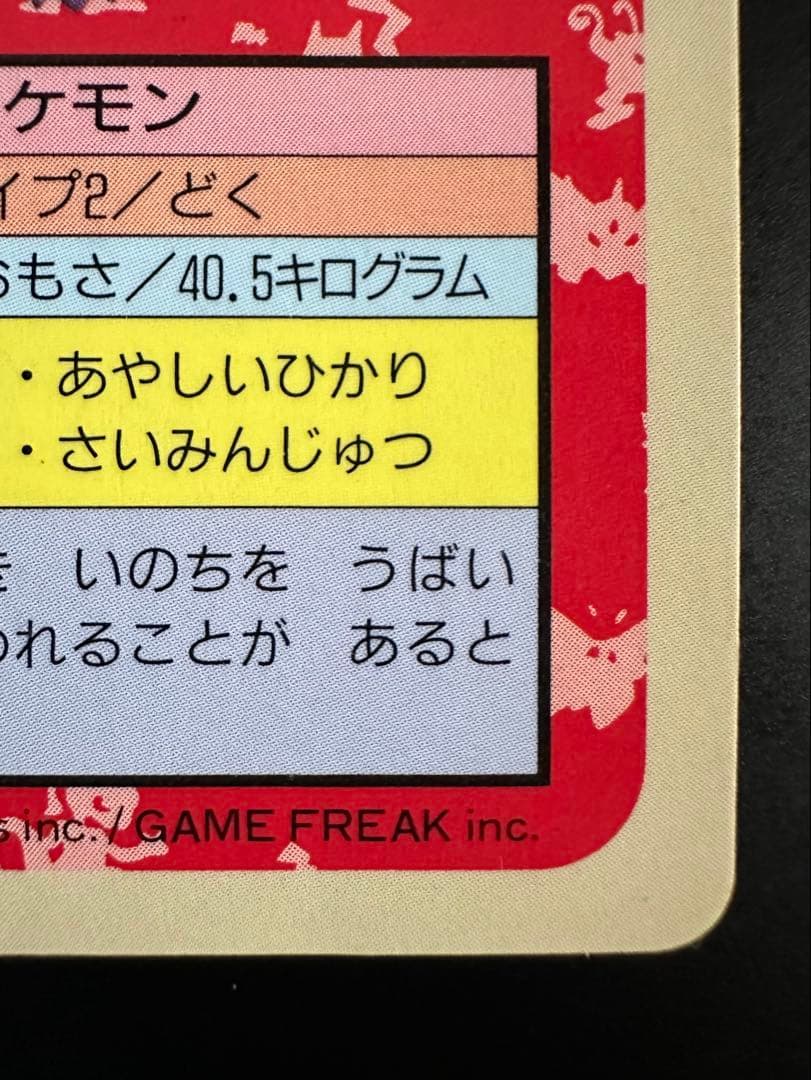 ケモン
イプ2／どく
おもさ／40.5キログラム
・あやしいひかり
・さいみんじゅつ
いのちを　うばい
われることが　あると
s inc./GAME FREAK inc.